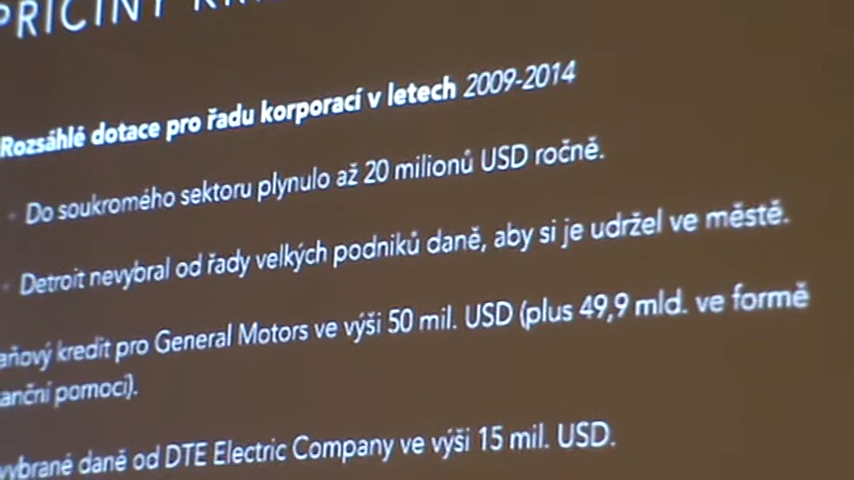 PŘÍČINY
Rozsáhlé dotace pro řadu korporací v letech 2009-2014
Do soukromého sektoru plynulo až 20 milionů USD ročně.
Detroit nevybral od řady velkých podniků daně, aby si je udržel ve městě.
aňový kredit pro General Motors ve výši 50 mil. USD (plus 49,9 mld. ve formě
anční pomoci).
vybrané daně od DTE Electric Company ve výši 15 mil. USD.